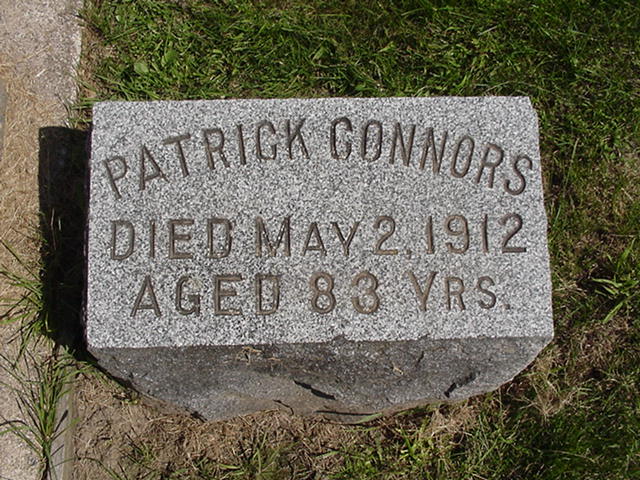 PATRICK CONNORS
DIED MAY 2, 1912
AGED 83 YRS.